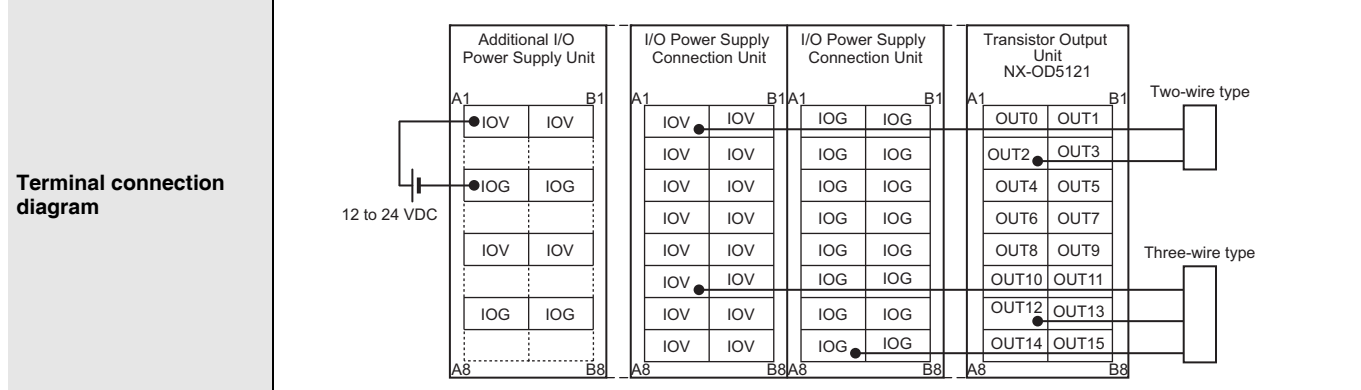 Terminal connection
diagram
Additional I/O
Power Supply Unit
I/O Power Supply
Connection Unit
I/O Power Supply
Connection Unit
Transistor Output
Unit
NX-OD5121
A1 B1 A1 B1 A1 B1 A1 B1
Two-wire type
IOV IOV IOV IOV IOG IOG OUT0 OUT1
IOV IOV IOG IOG OUT2 OUT3
IOG IOG IOV IOV IOG IOG OUT4 OUT5
12 to 24 VDC
IOV IOV IOG IOG OUT6 OUT7
IOV IOV IOV IOV IOG IOG OUT8 OUT9
Three-wire type
IOV IOV IOG IOG OUT10 OUT11
IOG IOG IOV IOV IOG IOG OUT12 OUT13
IOV IOV IOG IOG OUT14 OUT15
A8 B8 A8 B8 A8 B8 A8 B8